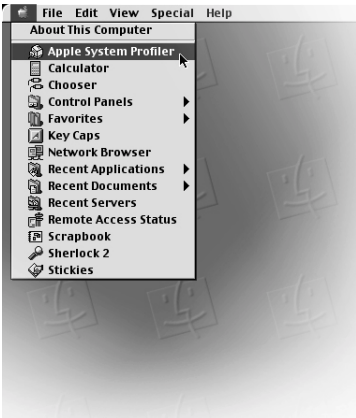 File Edit View Special Help
About This Computer
Apple System Profiler
Calculator
Chooser
Control Panels
Favorites
Key Caps
Network Browser
Recent Applications
Recent Documents
Recent Servers
Remote Access Status
Scrapbook
Sherlock 2
Stickies